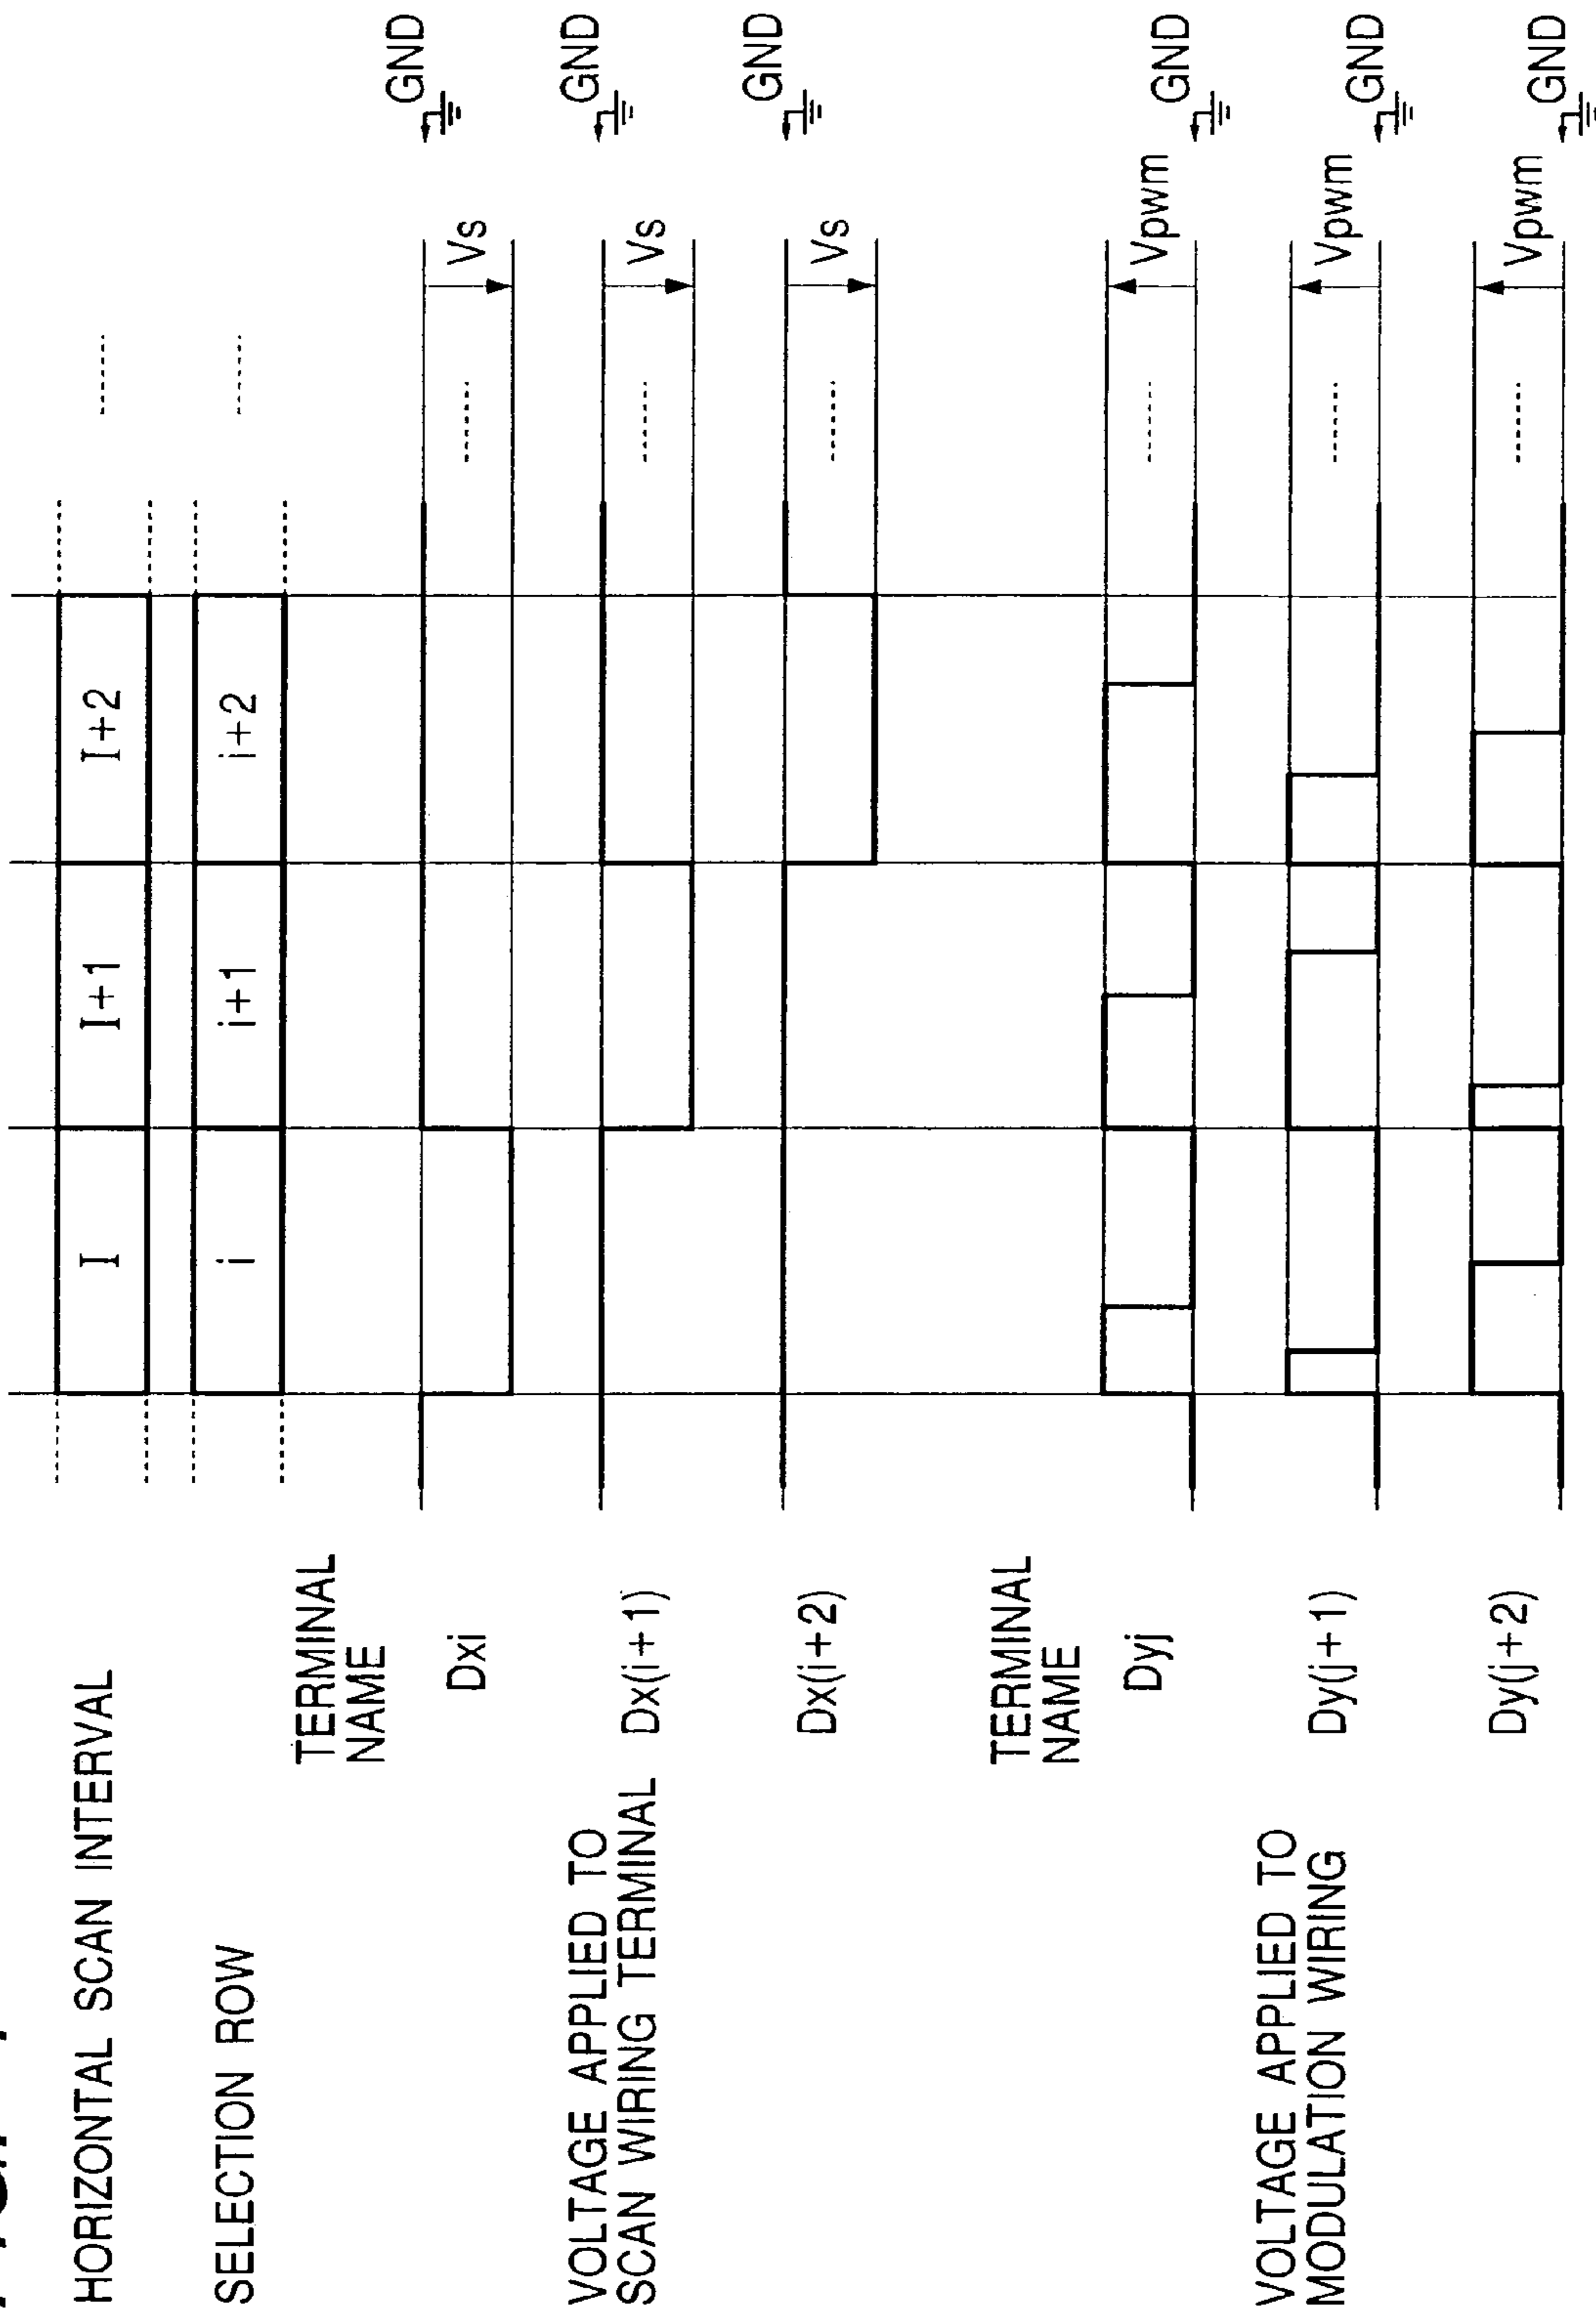 HORIZONTAL SCAN INTERVAL
I
I+1
I+2
SELECTION ROW
i
i+1
i+2
TERMINAL
NAME
VOLTAGE APPLIED TO
SCAN WIRING TERMINAL
Dxi
Vs
GND
Dx(i+1)
Vs
GND
Dx(i+2)
Vs
GND
TERMINAL
NAME
VOLTAGE APPLIED TO
MODULATION WIRING
Dyj
Vpwm
GND
Dy(j+1)
Vpwm
GND
Dy(j+2)
Vpwm
GND